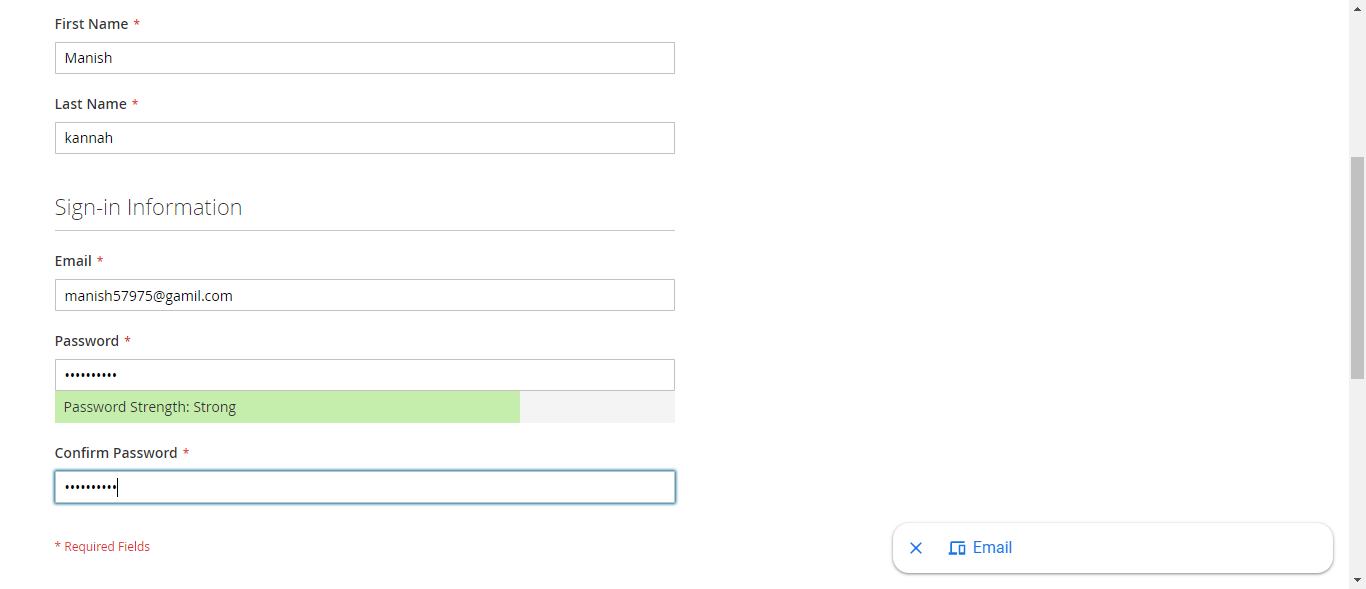 First Name *
Manish
Last Name *
kannah
Sign-in Information
Email *
manish57975@gamil.com
Password *
••••••••••
Password Strength: Strong
Confirm Password *
••••••••••
* Required Fields
Email